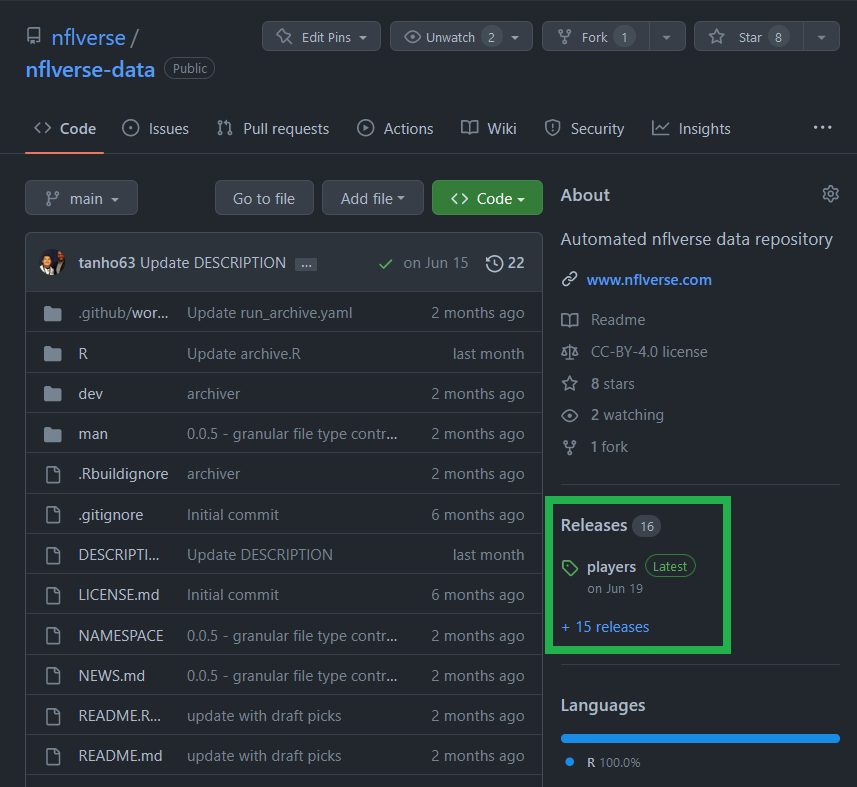 nflverse /
nflverse-data Public
Edit Pins
Unwatch 2
Fork 1
Star 8
Code
Issues
Pull requests
Actions
Wiki
Security
Insights
main
Go to file
Add file
Code
tanho63 Update DESCRIPTION ... on Jun 15 22
.github/wor... Update run_archive.yaml 2 months ago
R Update archive.R last month
dev archiver 2 months ago
man 0.0.5 - granular file type contr... 2 months ago
.Rbuildignore archiver 2 months ago
.gitignore Initial commit 6 months ago
DESCRIPTI... Update DESCRIPTION last month
LICENSE.md Initial commit 6 months ago
NAMESPACE 0.0.5 - granular file type contr... 2 months ago
NEWS.md 0.0.5 - granular file type contr... 2 months ago
README.R... update with draft picks 2 months ago
README.md update with draft picks 2 months ago
About
Automated nflverse data repository
www.nflverse.com
Readme
CC-BY-4.0 license
8 stars
2 watching
1 fork
Releases 16
players Latest
on Jun 19
+ 15 releases
Languages
R 100.0%